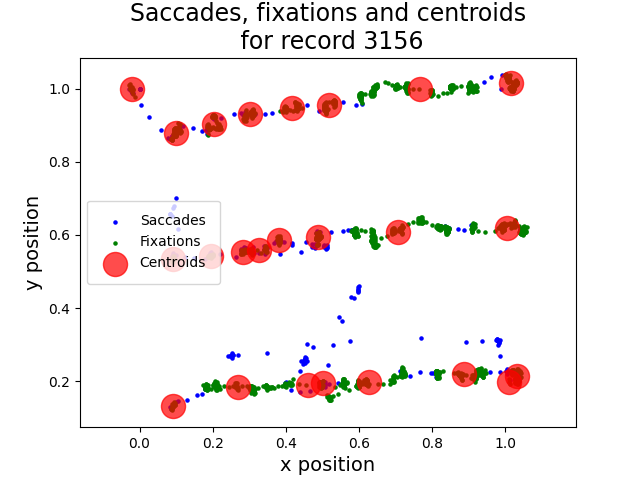 Saccades, fixations and centroids
for record 3156
y position
1.0
0.8
0.6
0.4
0.2
Saccades
Fixations
Centroids
0.0 0.2 0.4 0.6 0.8 1.0
x position